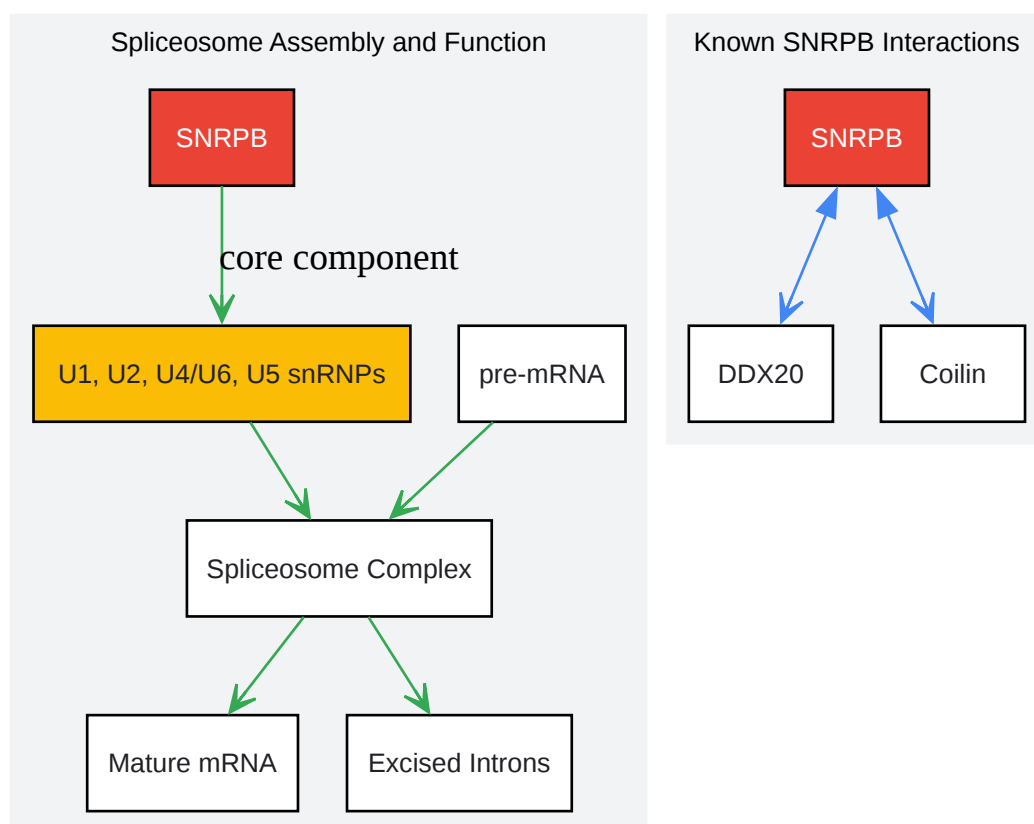 Spliceosome Assembly and Function
SNRPB
core component
U1, U2, U4/U6, U5 snRNPs
pre-mRNA
Spliceosome Complex
Mature mRNA
Excised Introns
Known SNRPB Interactions
SNRPB
DDX20
Coilin